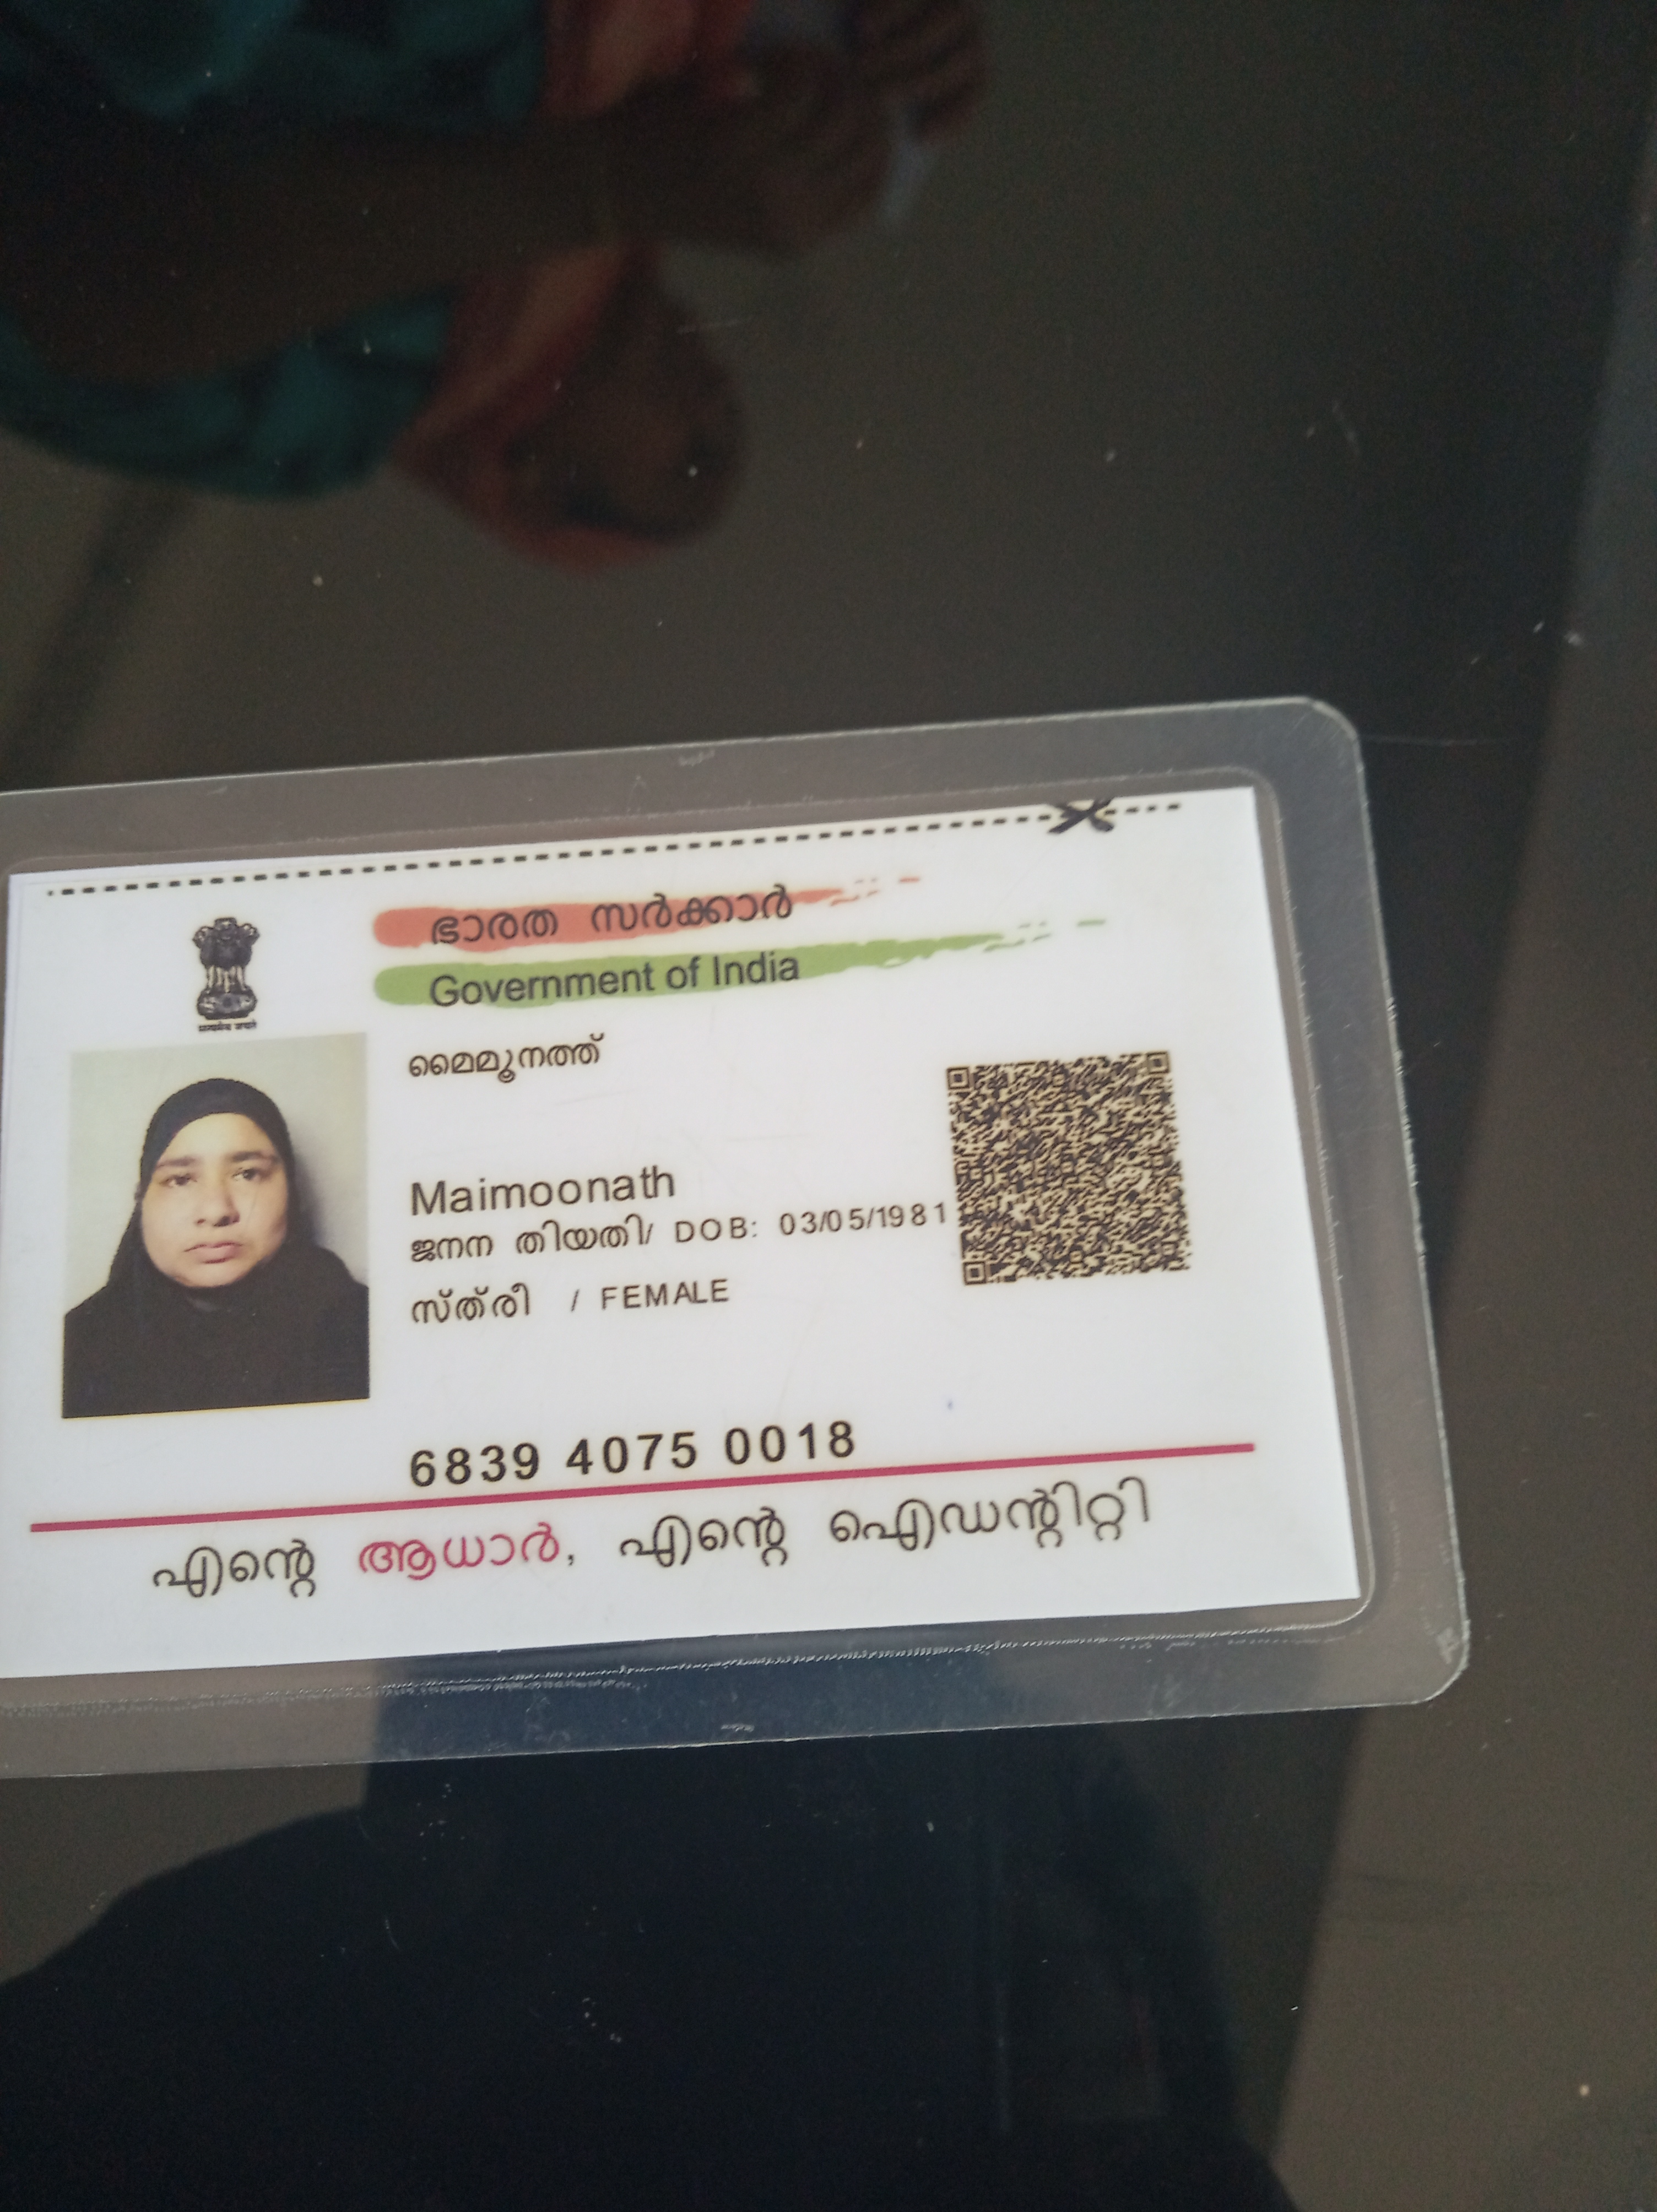 ഭാരത സർക്കാർ
Government of India
മൈമൂനത്ത്
Maimoonath
ജനന തിയതി/ DOB: 03/05/1981
സ്ത്രീ / FEMALE
6839 4075 0018
എന്റെ ആധാർ, എന്റെ ഐഡന്റിറ്റി